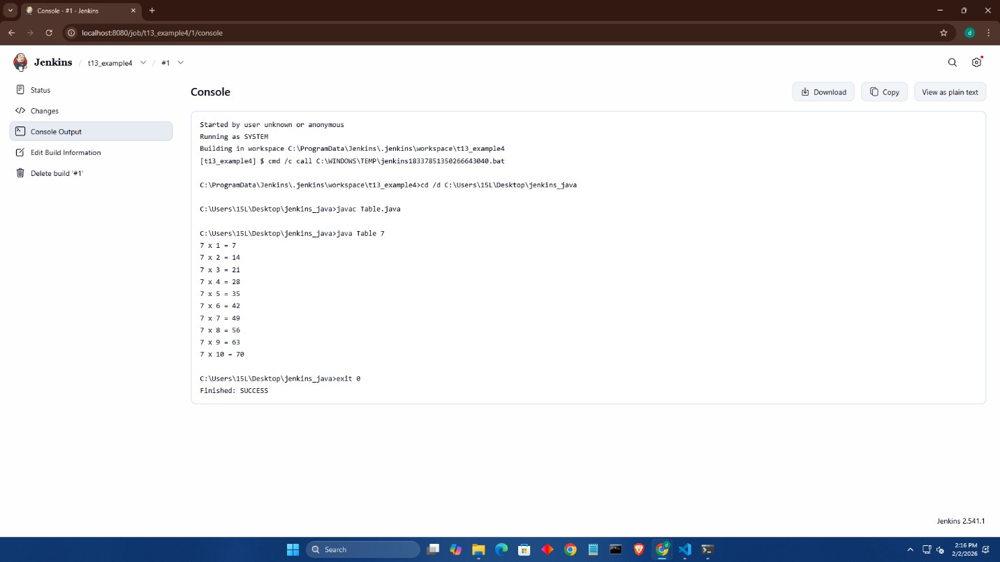 Console - #1 - Jenkins
localhost:8080/job/t13_example4/1/console
d
Jenkins / t13_example4 / #1
Status
Changes
Console Output
Edit Build Information
Delete build '#1'
Console
Download
Copy
View as plain text
Started by user unknown or anonymous
Running as SYSTEM
Building in workspace C:\ProgramData\Jenkins\.jenkins\workspace\t13_example4
[t13_example4] $ cmd /c call C:\WINDOWS\TEMP\jenkins18337851350266643040.bat
C:\ProgramData\Jenkins\.jenkins\workspace\t13_example4>cd /d C:\Users\15L\Desktop\jenkins_java
C:\Users\15L\Desktop\jenkins_java>javac Table.java
C:\Users\15L\Desktop\jenkins_java>java Table 7
7 x 1 = 7
7 x 2 = 14
7 x 3 = 21
7 x 4 = 28
7 x 5 = 35
7 x 6 = 42
7 x 7 = 49
7 x 8 = 56
7 x 9 = 63
7 x 10 = 70
C:\Users\15L\Desktop\jenkins_java>exit 0
Finished: SUCCESS
Jenkins 2.541.1
Search
d
2:16 PM
2/2/2026